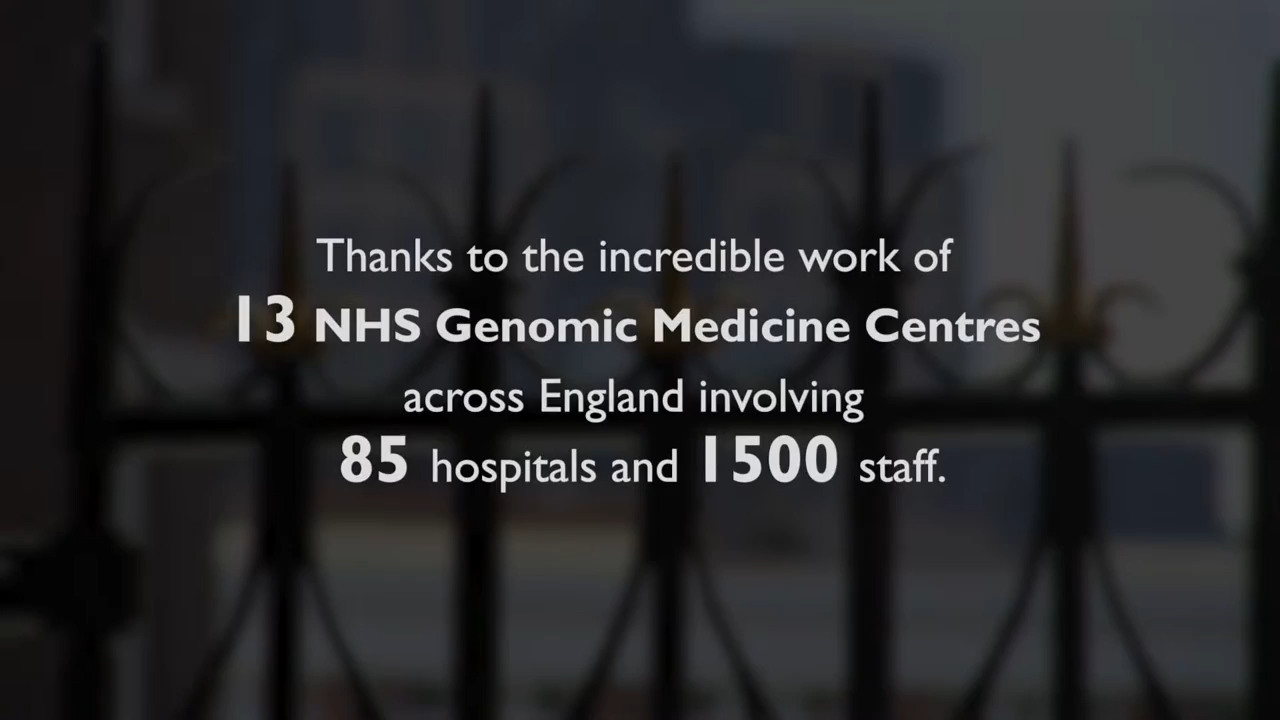 Thanks to the incredible work of
13 NHS Genomic Medicine Centres
across England involving
85 hospitals and 1500 staff.